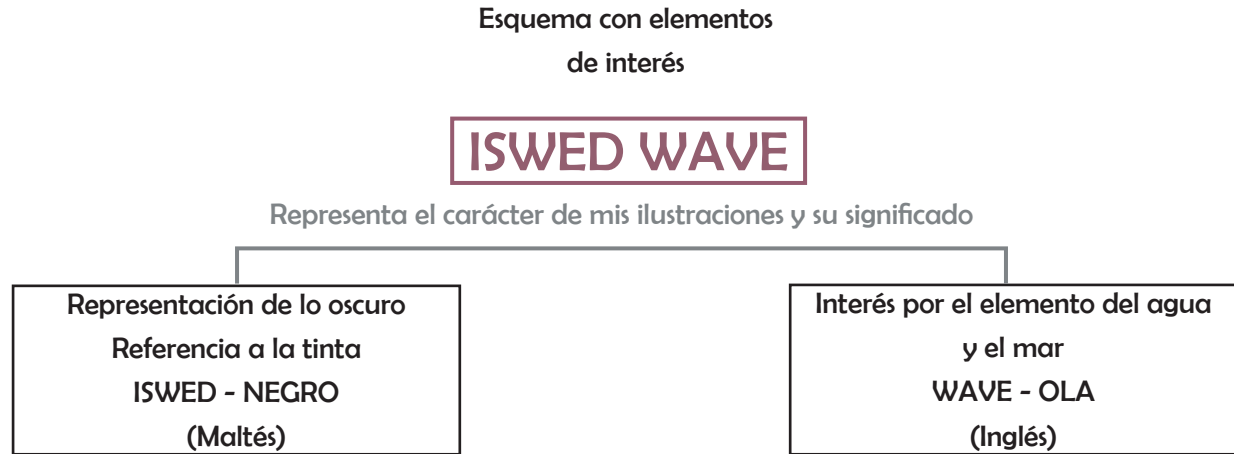 Esquema con elementos
de interés
ISWED WAVE
Representa el carácter de mis ilustraciones y su significado
Representación de lo oscuro
Referencia a la tinta
ISWED - NEGRO
(Maltés)
Interés por el elemento del agua
y el mar
WAVE - OLA
(Inglés)